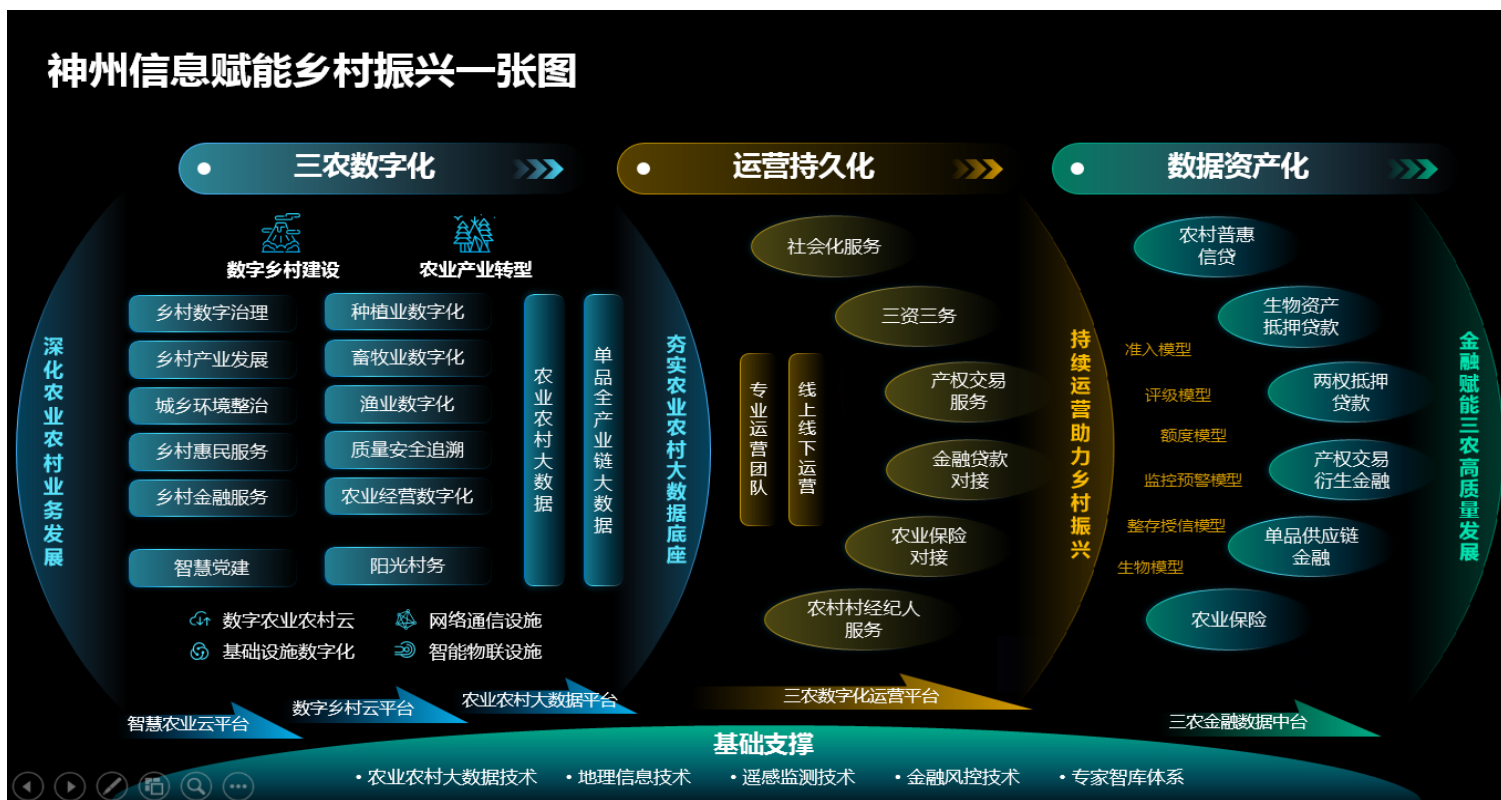 神州信息赋能乡村振兴一张图
三农数字化
运营持久化
数据资产化
深化农业农村业务发展
数字乡村建设
农业产业转型
乡村数字治理
乡村产业发展
城乡环境整治
乡村惠民服务
乡村金融服务
智慧党建
种植业数字化
畜牧业数字化
渔业数字化
质量安全追溯
农业经营数字化
阳光村务
农业农村大数据
单品全产业链大数据
数字农业农村云
网络通信设施
基础设施数字化
智能物联设施
夯实农业农村大数据底座
专业运营团队
线上线下运营
社会化服务
三资三务
产权交易
服务
金融贷款
对接
农业保险
对接
农村村经纪人
服务
持续运营助力乡村振兴
准入模型
评级模型
额度模型
监控预警模型
整存授信模型
生物模型
农村普惠
信贷
生物资产
抵押贷款
两权抵押
贷款
产权交易
衍生金融
单品供应链
金融
农业保险
金融赋能三农高质量发展
智慧农业云平台
数字乡村云平台
农业农村大数据平台
三农数字化运营平台
三农金融数据中台
基础支撑
•农业农村大数据技术
•地理信息技术
•遥感监测技术
•金融风控技术
•专家智库体系